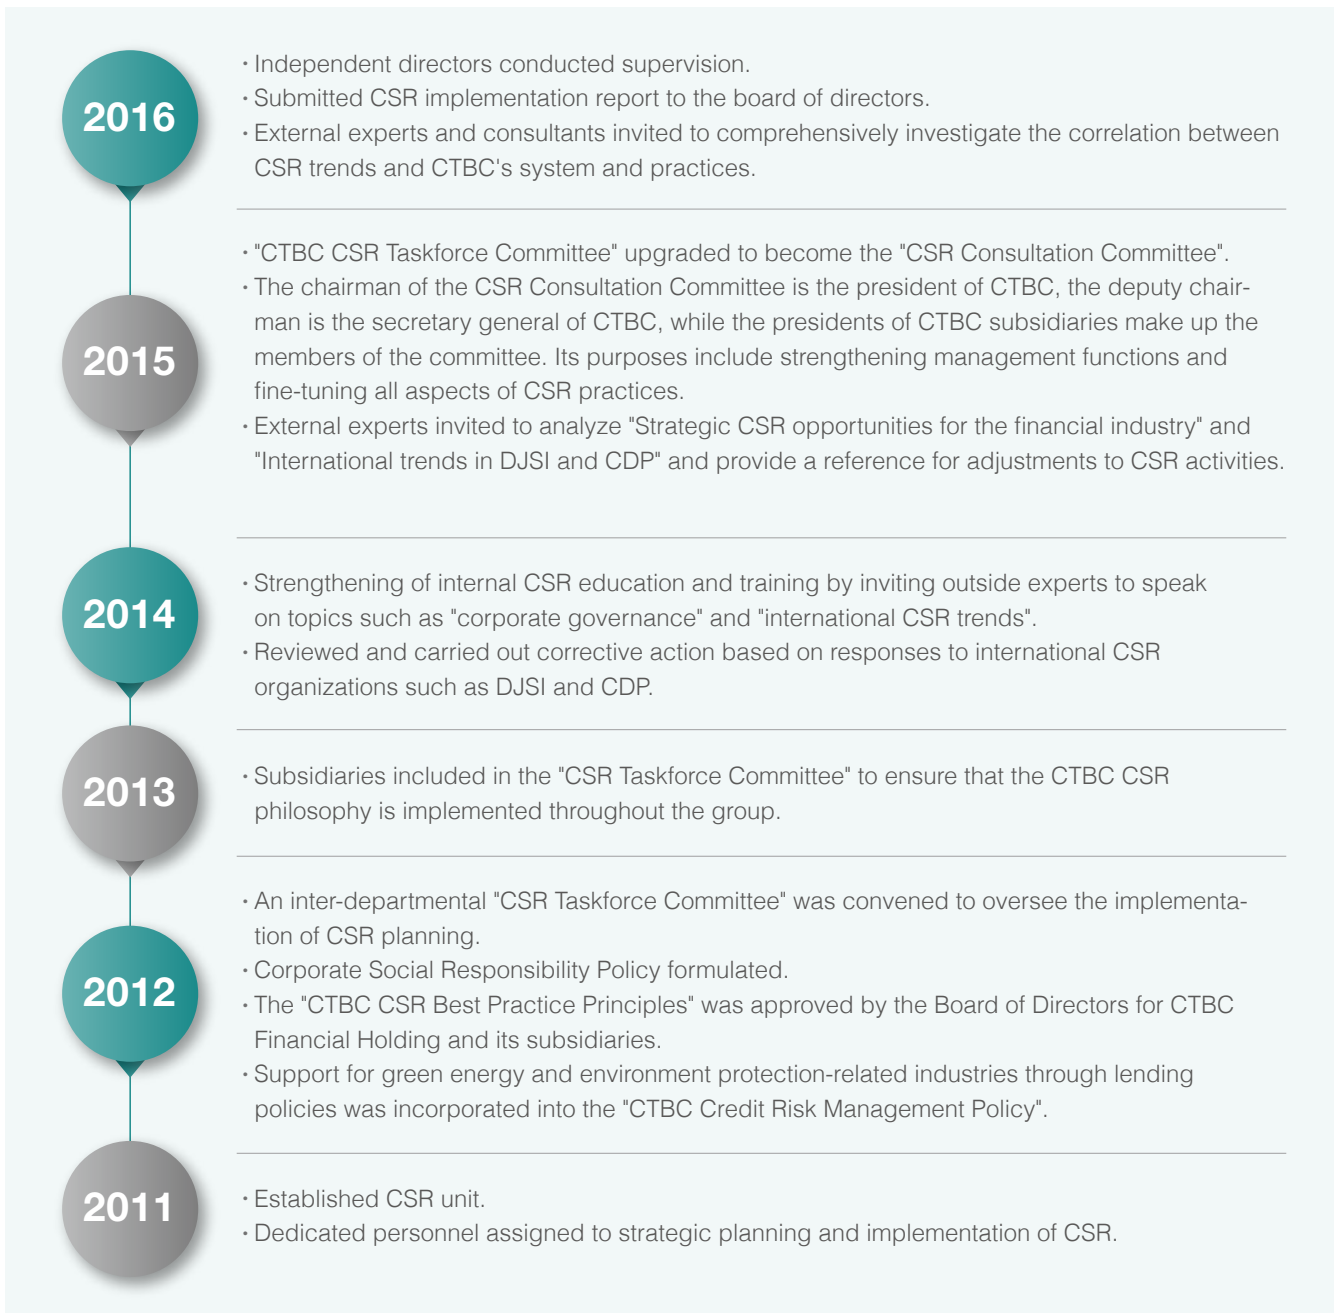 2016
· Independent directors conducted supervision.
· Submitted CSR implementation report to the board of directors.
· External experts and consultants invited to comprehensively investigate the correlation between
CSR trends and CTBC's system and practices.
2015
· "CTBC CSR Taskforce Committee" upgraded to become the "CSR Consultation Committee".
· The chairman of the CSR Consultation Committee is the president of CTBC, the deputy chair-
man is the secretary general of CTBC, while the presidents of CTBC subsidiaries make up the
members of the committee. Its purposes include strengthening management functions and
fine-tuning all aspects of CSR practices.
· External experts invited to analyze "Strategic CSR opportunities for the financial industry" and
"International trends in DJSI and CDP" and provide a reference for adjustments to CSR activities.
2014
· Strengthening of internal CSR education and training by inviting outside experts to speak
on topics such as "corporate governance" and "international CSR trends".
· Reviewed and carried out corrective action based on responses to international CSR
organizations such as DJSI and CDP.
2013
· Subsidiaries included in the "CSR Taskforce Committee" to ensure that the CTBC CSR
philosophy is implemented throughout the group.
2012
· An inter-departmental "CSR Taskforce Committee" was convened to oversee the implementa-
tion of CSR planning.
· Corporate Social Responsibility Policy formulated.
· The "CTBC CSR Best Practice Principles" was approved by the Board of Directors for CTBC
Financial Holding and its subsidiaries.
· Support for green energy and environment protection-related industries through lending
policies was incorporated into the "CTBC Credit Risk Management Policy".
2011
· Established CSR unit.
· Dedicated personnel assigned to strategic planning and implementation of CSR.